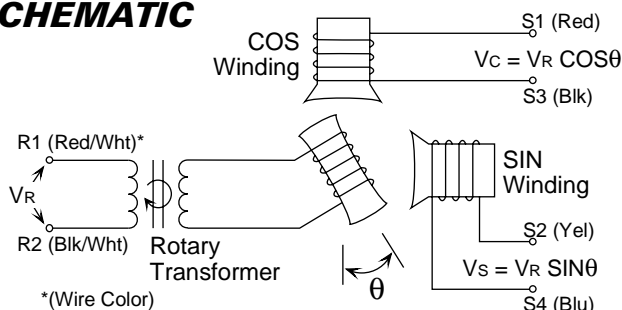 CHEMATIC
COS
Winding
S1 (Red)
VC = VR COSθ
S3 (Blk)
R1 (Red/Wht)*
VR
R2 (Blk/Wht)
Rotary
Transformer
*(Wire Color)
θ
SIN
Winding
S2 (Yel)
VS = VR SINθ
S4 (Blu)